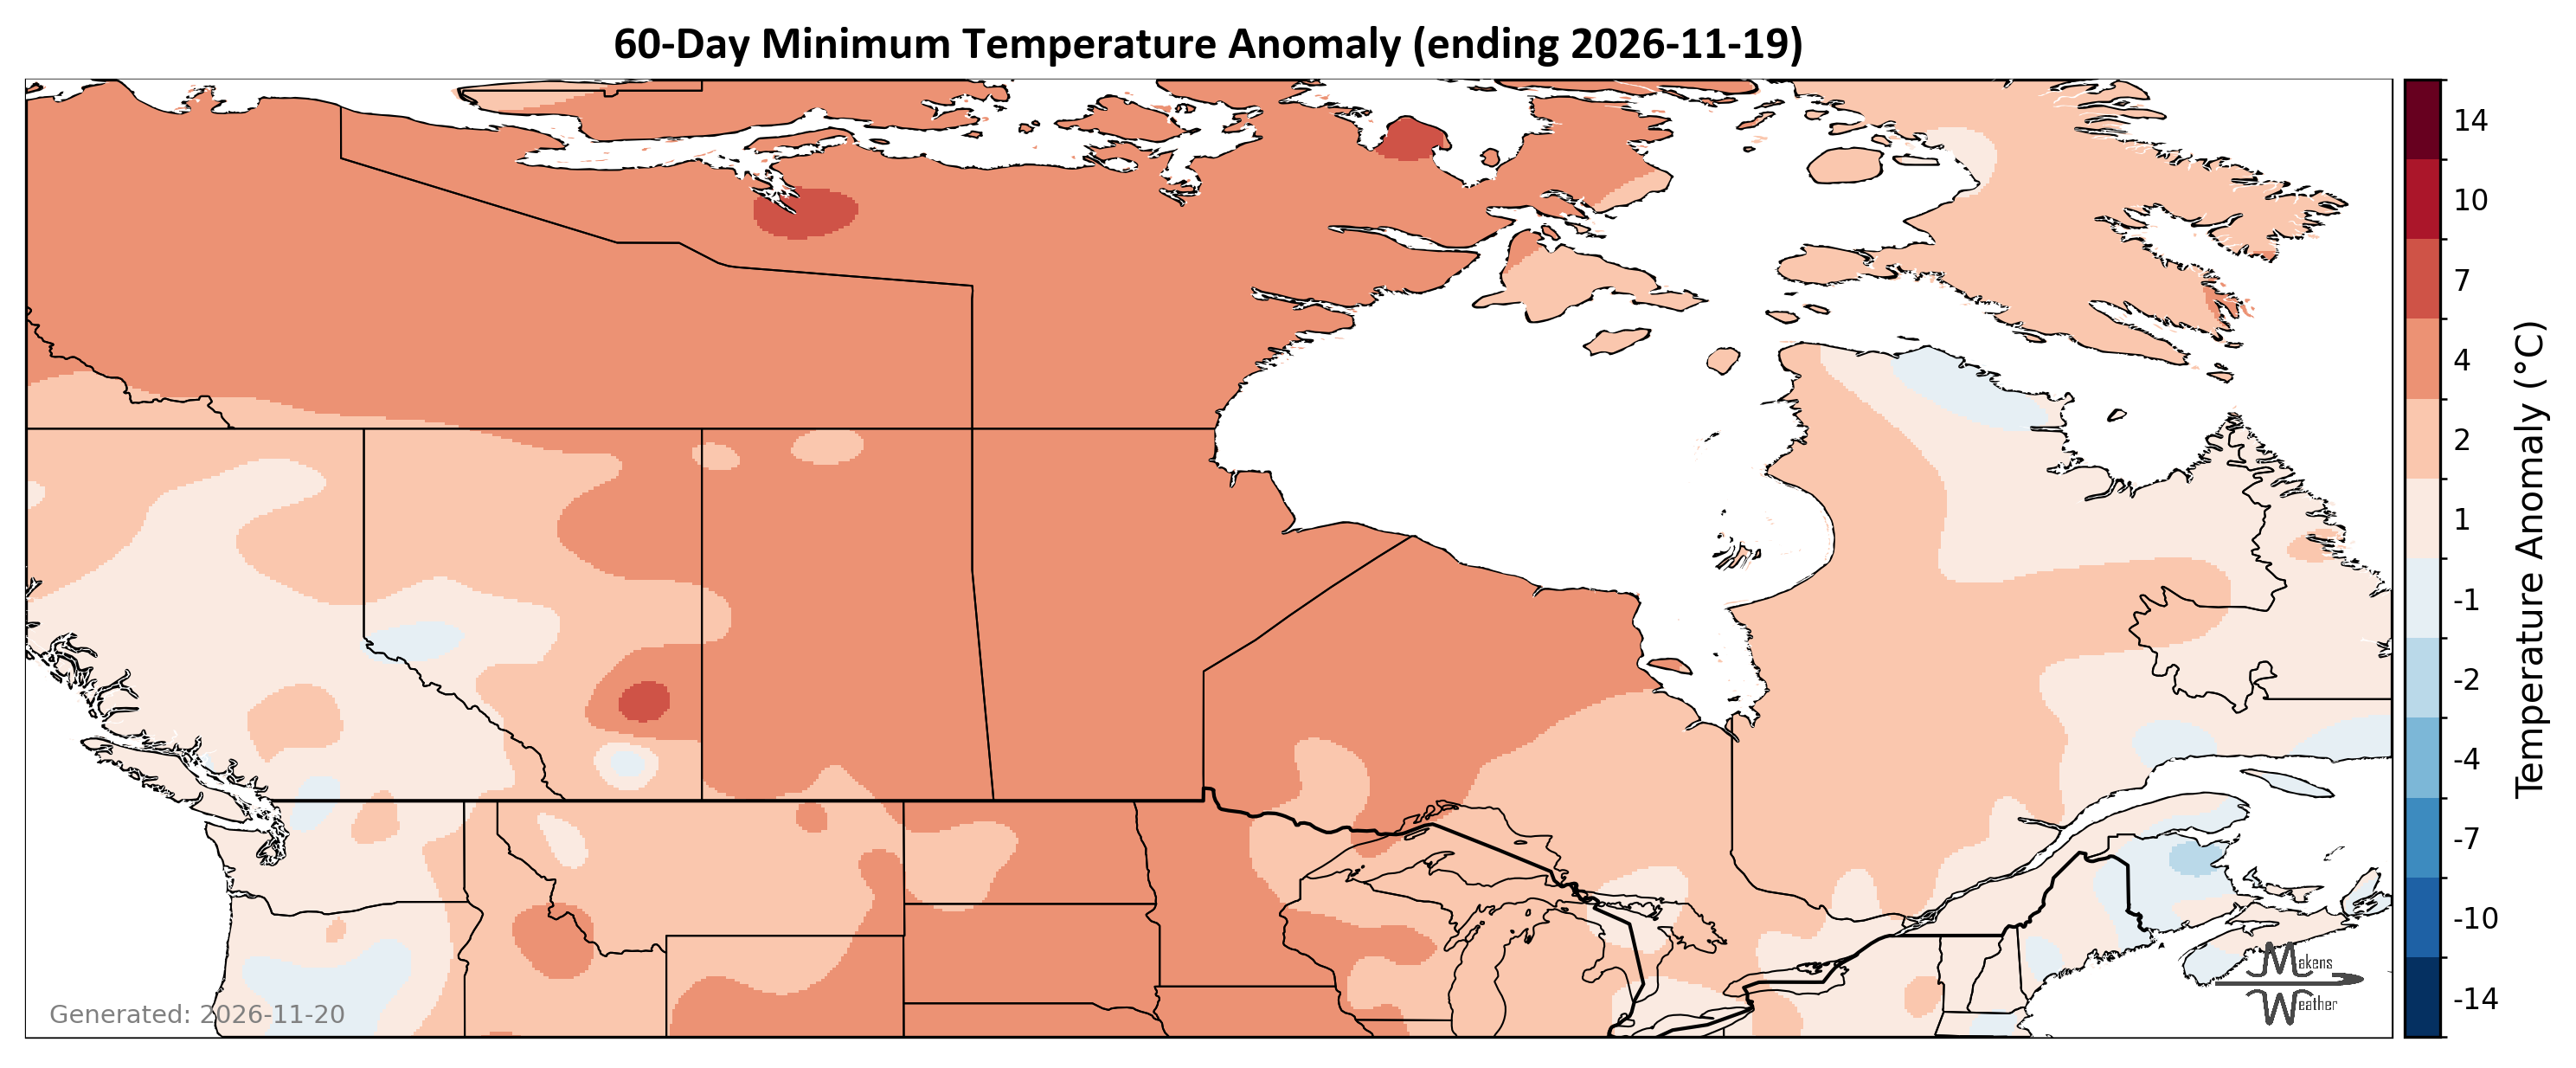 60-Day Minimum Temperature Anomaly (ending 2026-11-19)
14
10
7
4
2
1
-1
-2
-4
-7
-10
-14
Temperature Anomaly (°C)
Generated: 2026-11-20
Makens
Weather